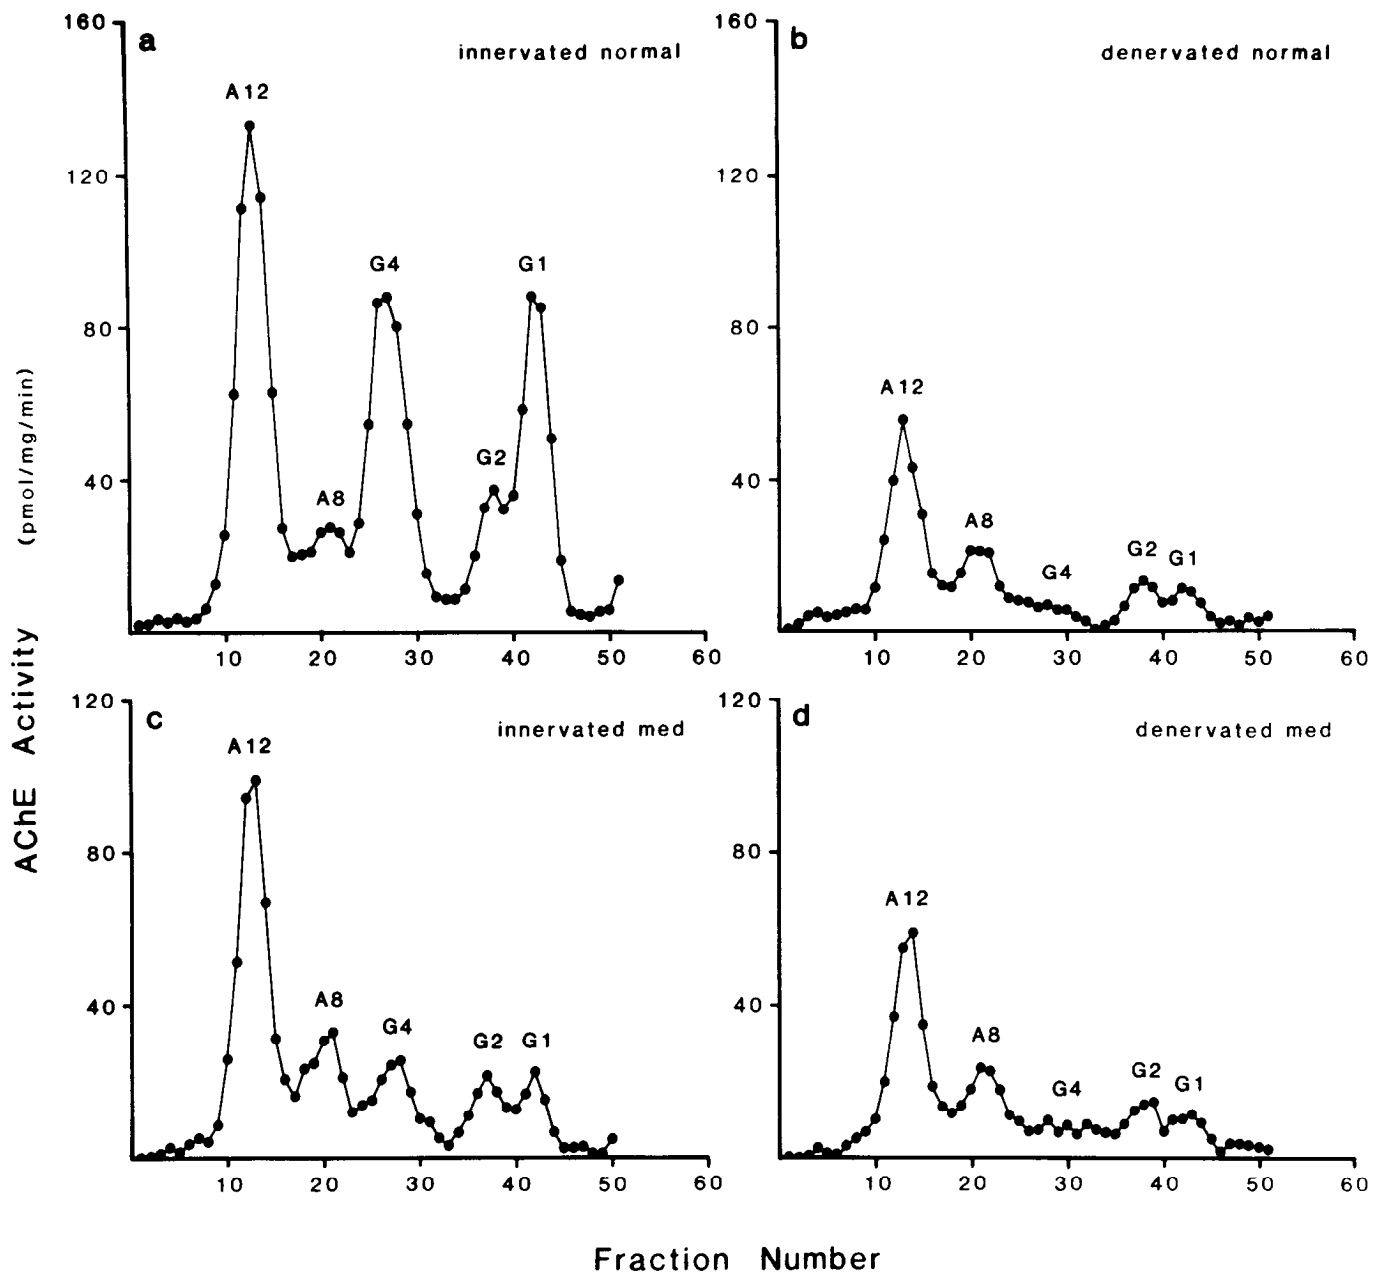 a
innervated normal
160
120
80
40
A12
A8
G4
G2
G1
10 20 30 40 50 60
b
denervated normal
160
120
80
40
A12
A8
G4
G2
G1
10 20 30 40 50 60
c
innervated med
120
80
40
A12
A8
G4
G2
G1
10 20 30 40 50 60
d
denervated med
120
80
40
A12
A8
G4
G2
G1
10 20 30 40 50 60
AChE Activity (pmol/mg/min)
Fraction Number